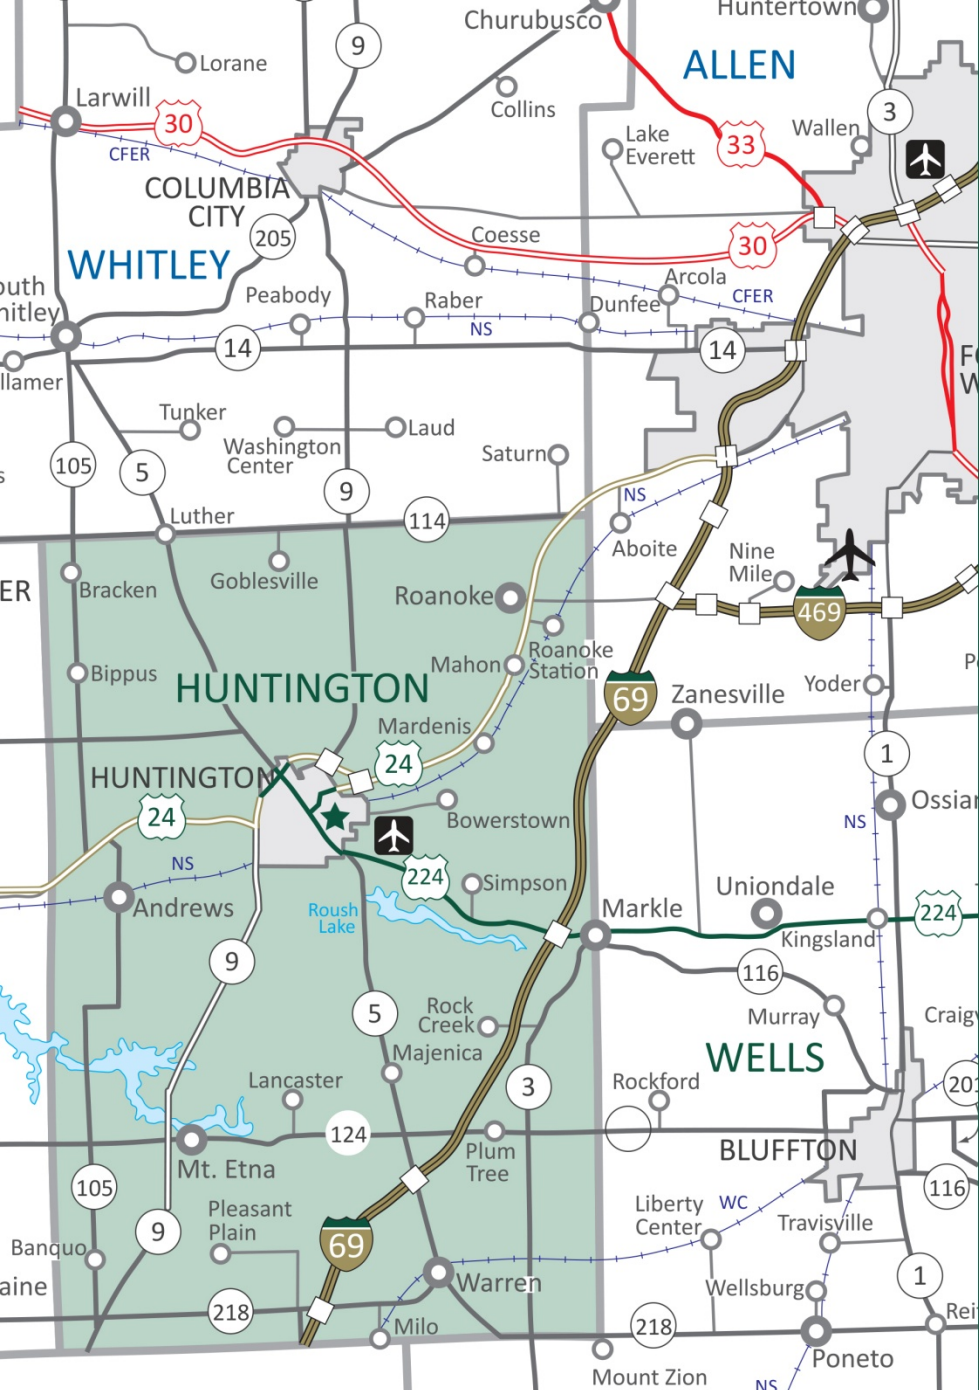 Churubusco
Huntertown
9
Lorane
ALLEN
Collins
Larwill
30
3
Wallen
Lake
Everett
33
CFER
COLUMBIA
CITY
205
Coesse
30
WHITLEY
Arcola
Peabody
Raber
Dunfee
CFER
NS
14
14
Tunker
Washington
Center
Laud
Saturn
105
5
9
NS
Luther
114
Aboite
Nine
Mile
Bracken
Goblesville
Roanoke
469
Roanoke
Station
Bippus
Mahon
HUNTINGTON
69
Zanesville
Yoder
Mardenis
24
1
HUNTINGTON
24
Bowerstown
NS
NS
224
Simpson
Uniondale
Andrews
Roush
Lake
Markle
224
Kingsland
9
116
5
Rock
Creek
Murray
Majenica
WELLS
Lancaster
3
Rockford
201
124
Plum
Tree
BLUFFTON
Mt. Etna
105
116
Pleasant
Plain
Liberty
Center
WC
Travisville
9
69
Banquo
1
Warren
Wellsburg
218
Milo
218
Poneto
Mount Zion
NS